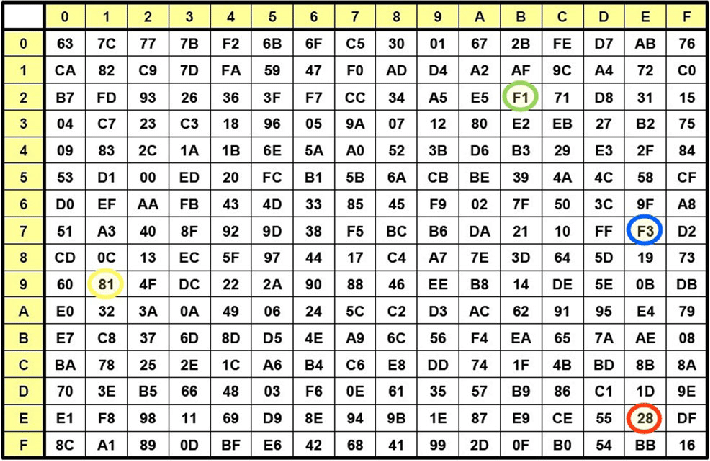 0 1 2 3 4 5 6 7 8 9 A B C D E F
0 63 7C 77 7B F2 6B 6F C5 30 01 67 2B FE D7 AB 76
1 CA 82 C9 7D FA 59 47 F0 AD D4 A2 AF 9C A4 72 C0
2 B7 FD 93 26 36 3F F7 CC 34 A5 E5 F1 71 D8 31 15
3 04 C7 23 C3 18 96 05 9A 07 12 80 E2 EB 27 B2 75
4 09 83 2C 1A 1B 6E 5A A0 52 3B D6 B3 29 E3 2F 84
5 53 D1 00 ED 20 FC B1 5B 6A CB BE 39 4A 4C 58 CF
6 D0 EF AA FB 43 4D 33 85 45 F9 02 7F 50 3C 9F A8
7 51 A3 40 8F 92 9D 38 F5 BC B6 DA 21 10 FF F3 D2
8 CD 0C 13 EC 5F 97 44 17 C4 A7 7E 3D 64 5D 19 73
9 60 81 4F DC 22 2A 90 88 46 EE B8 14 DE 5E 0B DB
A E0 32 3A 0A 49 06 24 5C C2 D3 AC 62 91 95 E4 79
B E7 C8 37 6D 8D D5 4E A9 6C 56 F4 EA 65 7A AE 08
C BA 78 25 2E 1C A6 B4 C6 E8 DD 74 1F 4B BD 8B 8A
D 70 3E B5 66 48 03 F6 0E 61 35 57 B9 86 C1 1D 9E
E E1 F8 98 11 69 D9 8E 94 9B 1E 87 E9 CE 55 28 DF
F 8C A1 89 0D BF E6 42 68 41 99 2D 0F B0 54 BB 16